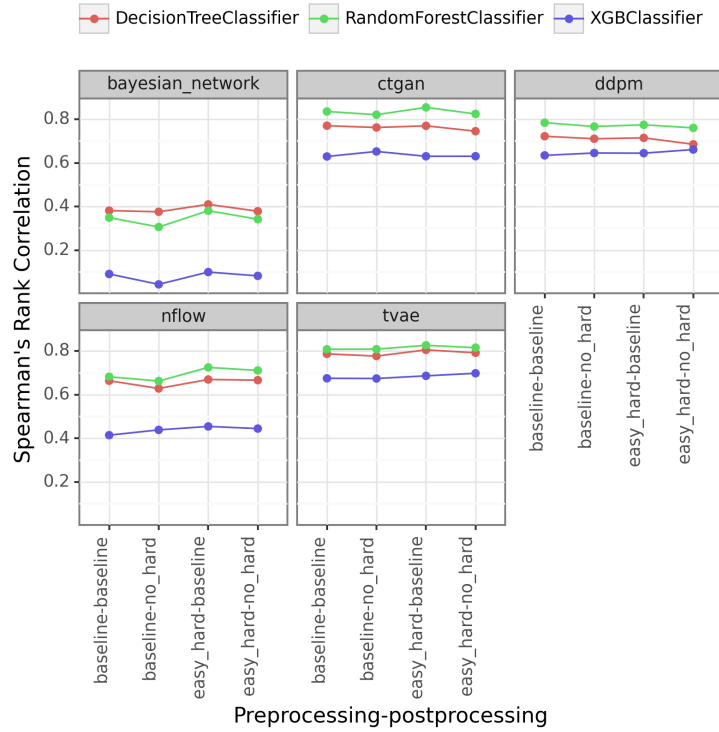 DecisionTreeClassifier RandomForestClassifier XGBClassifier
bayesian_network ctgan ddpm
0.8
0.6
0.4
0.2
Spearman's Rank Correlation
nflow tvae
0.8
0.6
0.4
0.2
baseline-baseline
baseline-no_hard
easy_hard-baseline
easy_hard-no_hard
baseline-baseline
baseline-no_hard
easy_hard-baseline
easy_hard-no_hard
baseline-baseline
baseline-no_hard
easy_hard-baseline
easy_hard-no_hard
Preprocessing-postprocessing